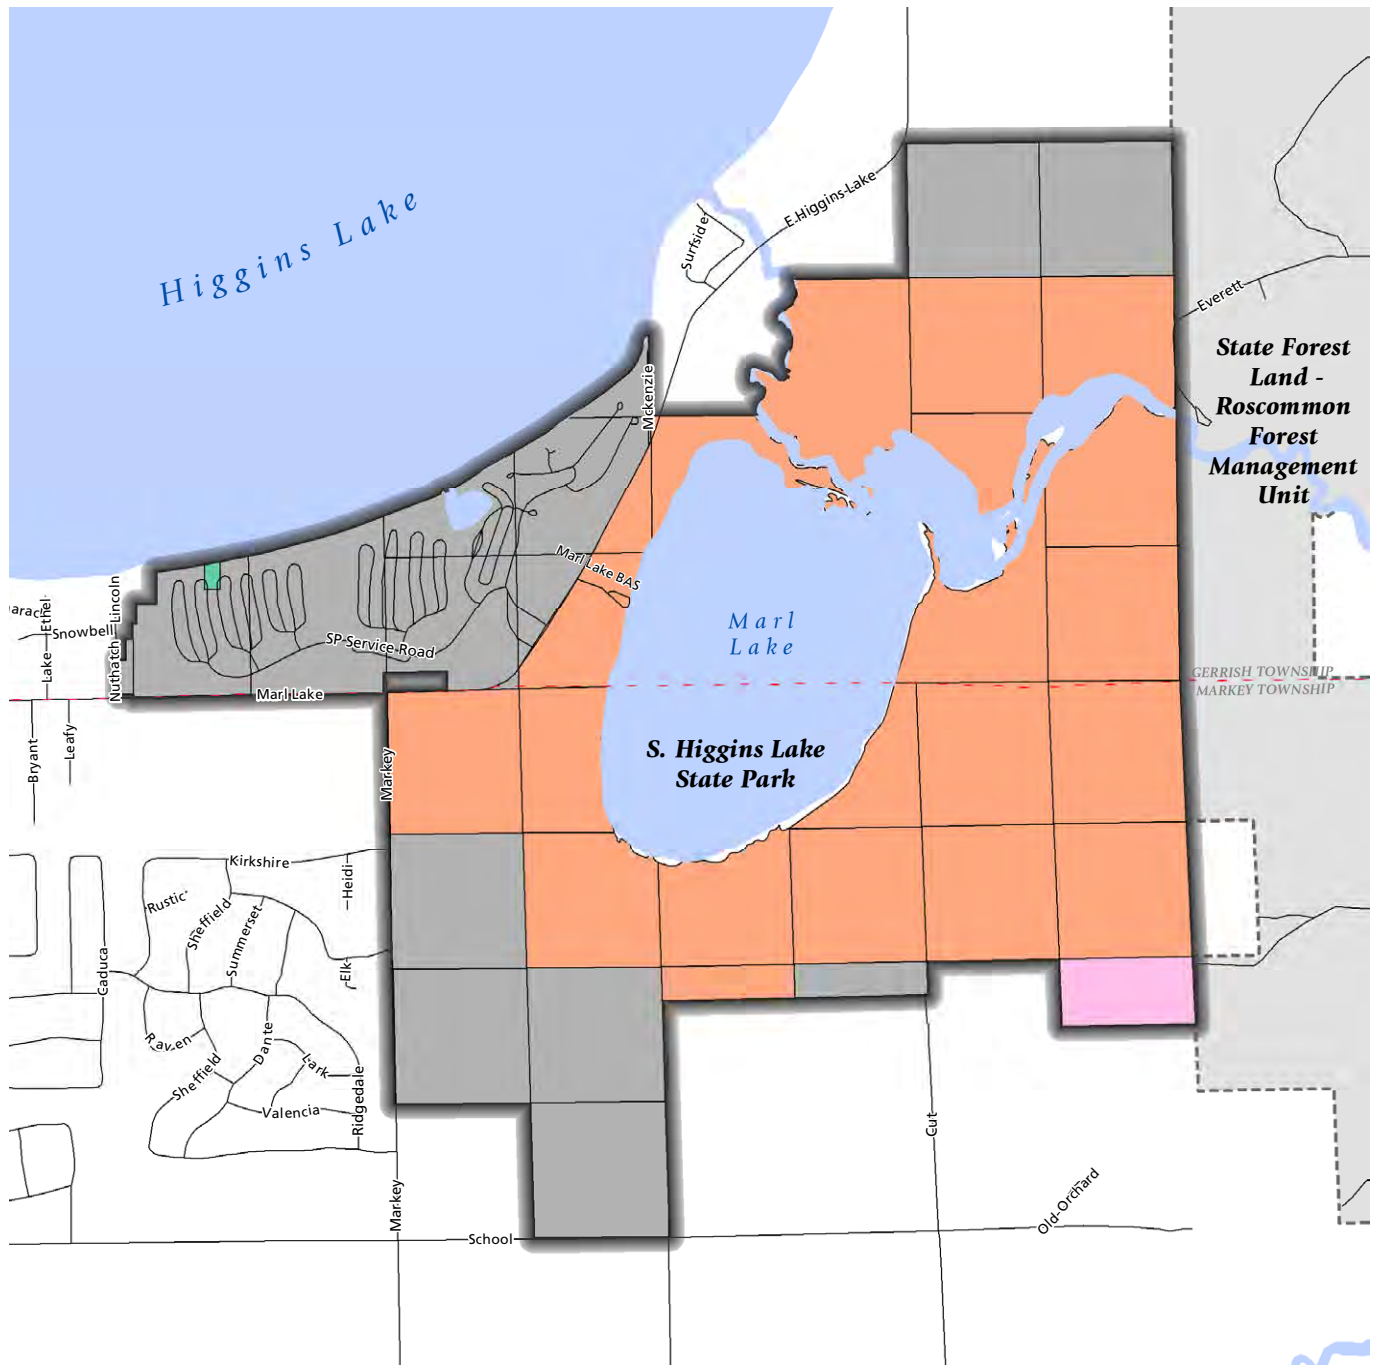 Higgins Lake
E.Higgins-Lake
Surfside
Everett
State Forest
Land -
Roscommon
Forest
Management
Unit
Mckenzie
Marl Lake BAS
Marl
Lake
Lincoln
Nuthatch
Ethel
Snowbell
Lake
SP Service Road
Marl Lake
GERRISH TOWNSHIP
MARKEY TOWNSHIP
S. Higgins Lake
State Park
Bryant
Leafy
Markey
Kirkshire
Heidi
Rustic
Sheffield
Summerset
Caduca
Elk
Raven
Dante
Lark
Sheffield
Valencia
Ridgedale
Cut
Markey
Old-Orchard
School